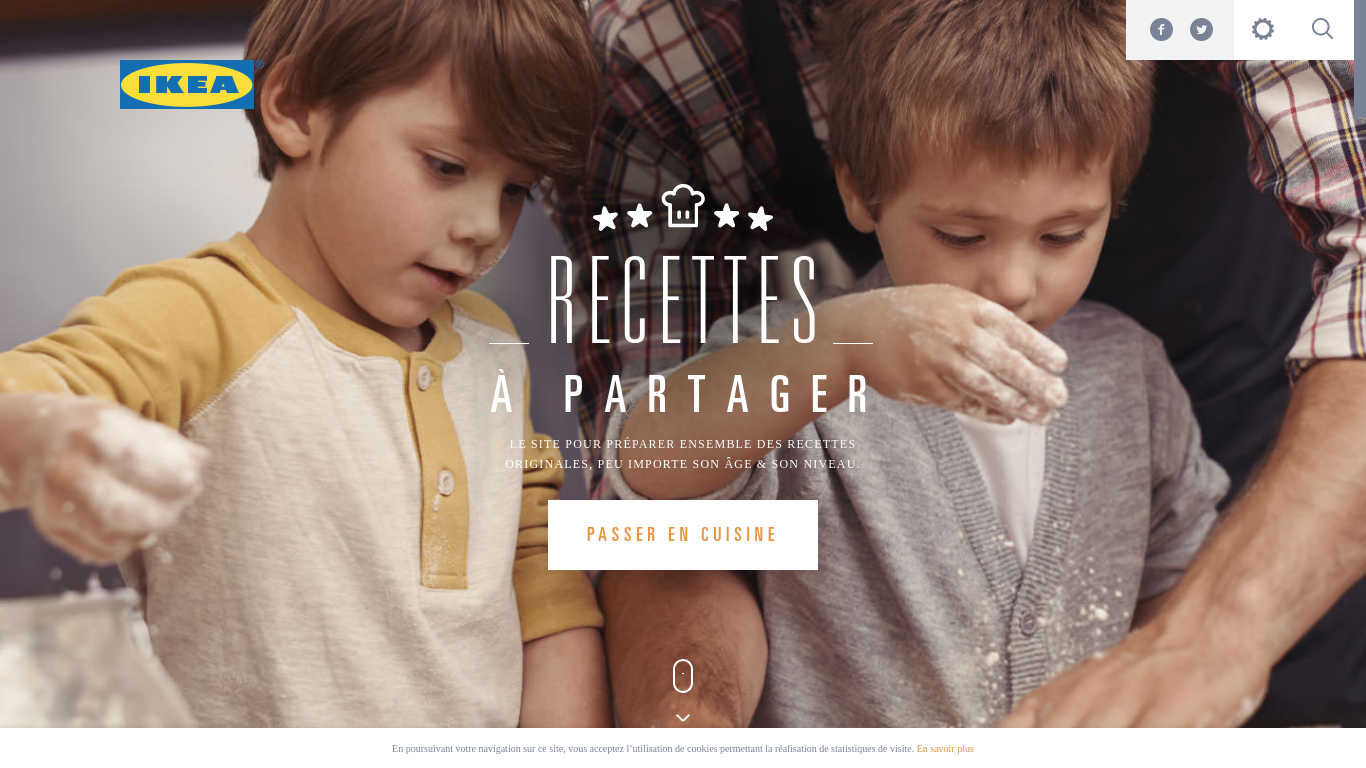 IKEA®
RECETTES
À PARTAGER
LE SITE POUR PRÉPARER ENSEMBLE DES RECETTES
ORIGINALES, PEU IMPORTE SON ÂGE & SON NIVEAU.
PASSER EN CUISINE
En poursuivant votre navigation sur ce site, vous acceptez l’utilisation de cookies permettant la réalisation de statistiques de visite. En savoir plus